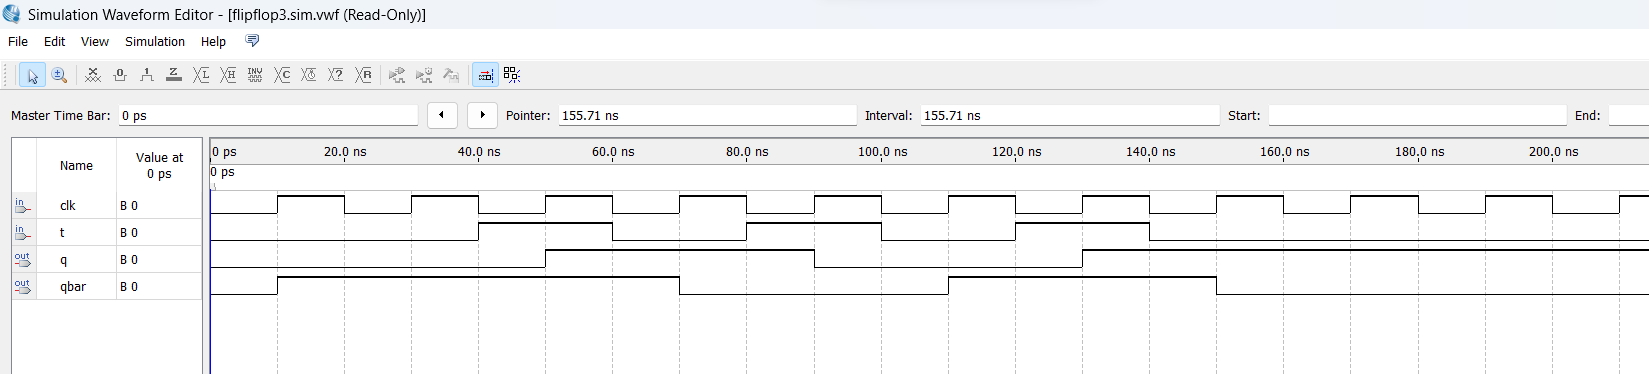 Simulation Waveform Editor - [flipflop3.sim.vwf (Read-Only)]
File Edit View Simulation Help
Master Time Bar: 0 ps Pointer: 155.71 ns Interval: 155.71 ns Start: End:
Name Value at 0 ps
0 ps 20.0 ns 40.0 ns 60.0 ns 80.0 ns 100.0 ns 120.0 ns 140.0 ns 160.0 ns 180.0 ns 200.0 ns
0 ps
in clk B 0
in t B 0
out q B 0
out qbar B 0